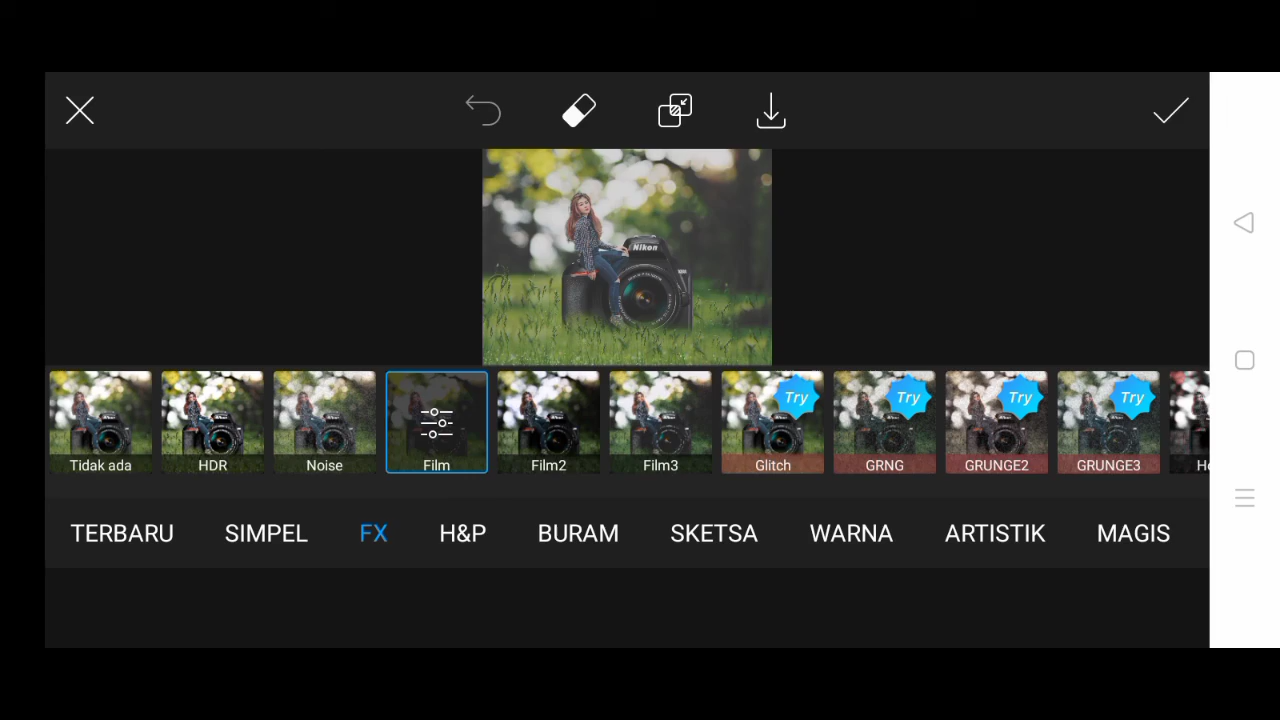 Nikon
Tidak ada
HDR
Noise
Film
Film2
Film3
Try
Glitch
Try
GRNG
Try
GRUNGE2
Try
GRUNGE3
TERBARU
SIMPEL
FX
H&P
BURAM
SKETSA
WARNA
ARTISTIK
MAGIS